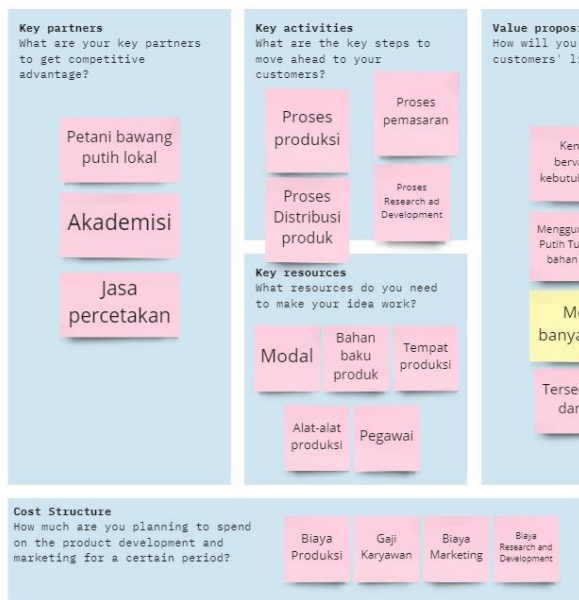 Key partners
What are your key partners
to get competitive
advantage?
Petani bawang
putih lokal
Akademisi
Jasa
percetakan
Key activities
What are the key steps to
move ahead to your
customers?
Proses
produksi
Proses
pemasaran
Proses
Distribusi
produk
Proses
Research ad
Development
Key resources
What resources do you need
to make your idea work?
Modal
Bahan
baku
produk
Tempat
produksi
Alat-alat
produksi
Pegawai
Value
How will you
customers'
Putih
bahan
Cost Structure
How much are you planning to spend
on the product development and
marketing for a certain period?
Biaya
Produksi
Gaji
Karyawan
Biaya
Marketing
Biaya
Research and
Development